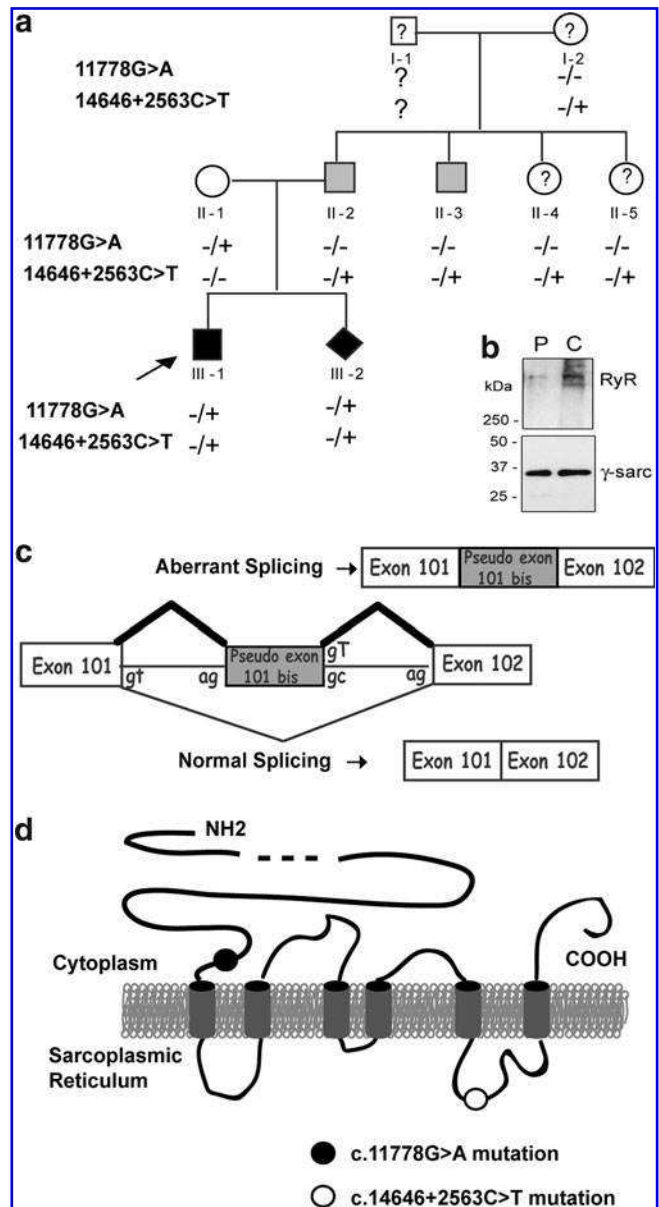 a
? ?
I-1 I-2
11778G>A ? -/-
14646+2563C>T ? -/+
? ?
II-1 II-2 II-3 II-4 II-5
11778G>A -/+ -/- -/- -/- -/-
14646+2563C>T -/- -/+ -/+ -/+ -/+
III-1 III-2
11778G>A -/+ -/+
14646+2563C>T -/+ -/+
b P C
kDa RyR
250 -
50 -
37 - γ-sarc
25 -
c
Aberrant Splicing → Exon 101 Pseudo exon 101 bis Exon 102
Exon 101 gt ag Pseudo exon 101 bis gT gc ag Exon 102
Normal Splicing → Exon 101 Exon 102
d
NH2
Cytoplasm COOH
Sarcoplasmic
Reticulum
c.11778G>A mutation
c.14646+2563C>T mutation